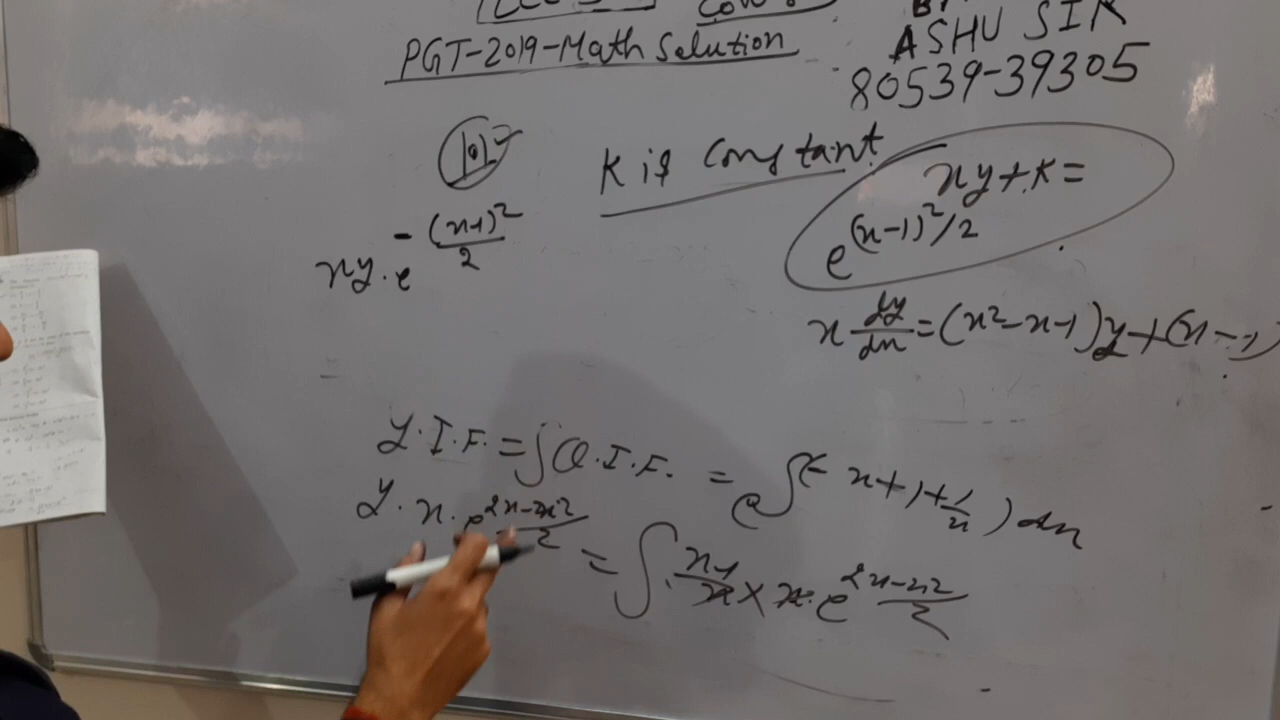 PGT-2019-Math Solution
ASHU SIR
80539-39305
101
K is constant
xy+K=
e^(x-1)²/2
xy.e^-(x-1)²/2
x dy/dx=(x²-x-1)y+(x-1)
y.I.F.=∫Q.I.F. = e^∫(-x+1+1/x)dx
y.x.e^(2x-x²)/2 = ∫(x-1)/x × x.e^(2x-x²)/2